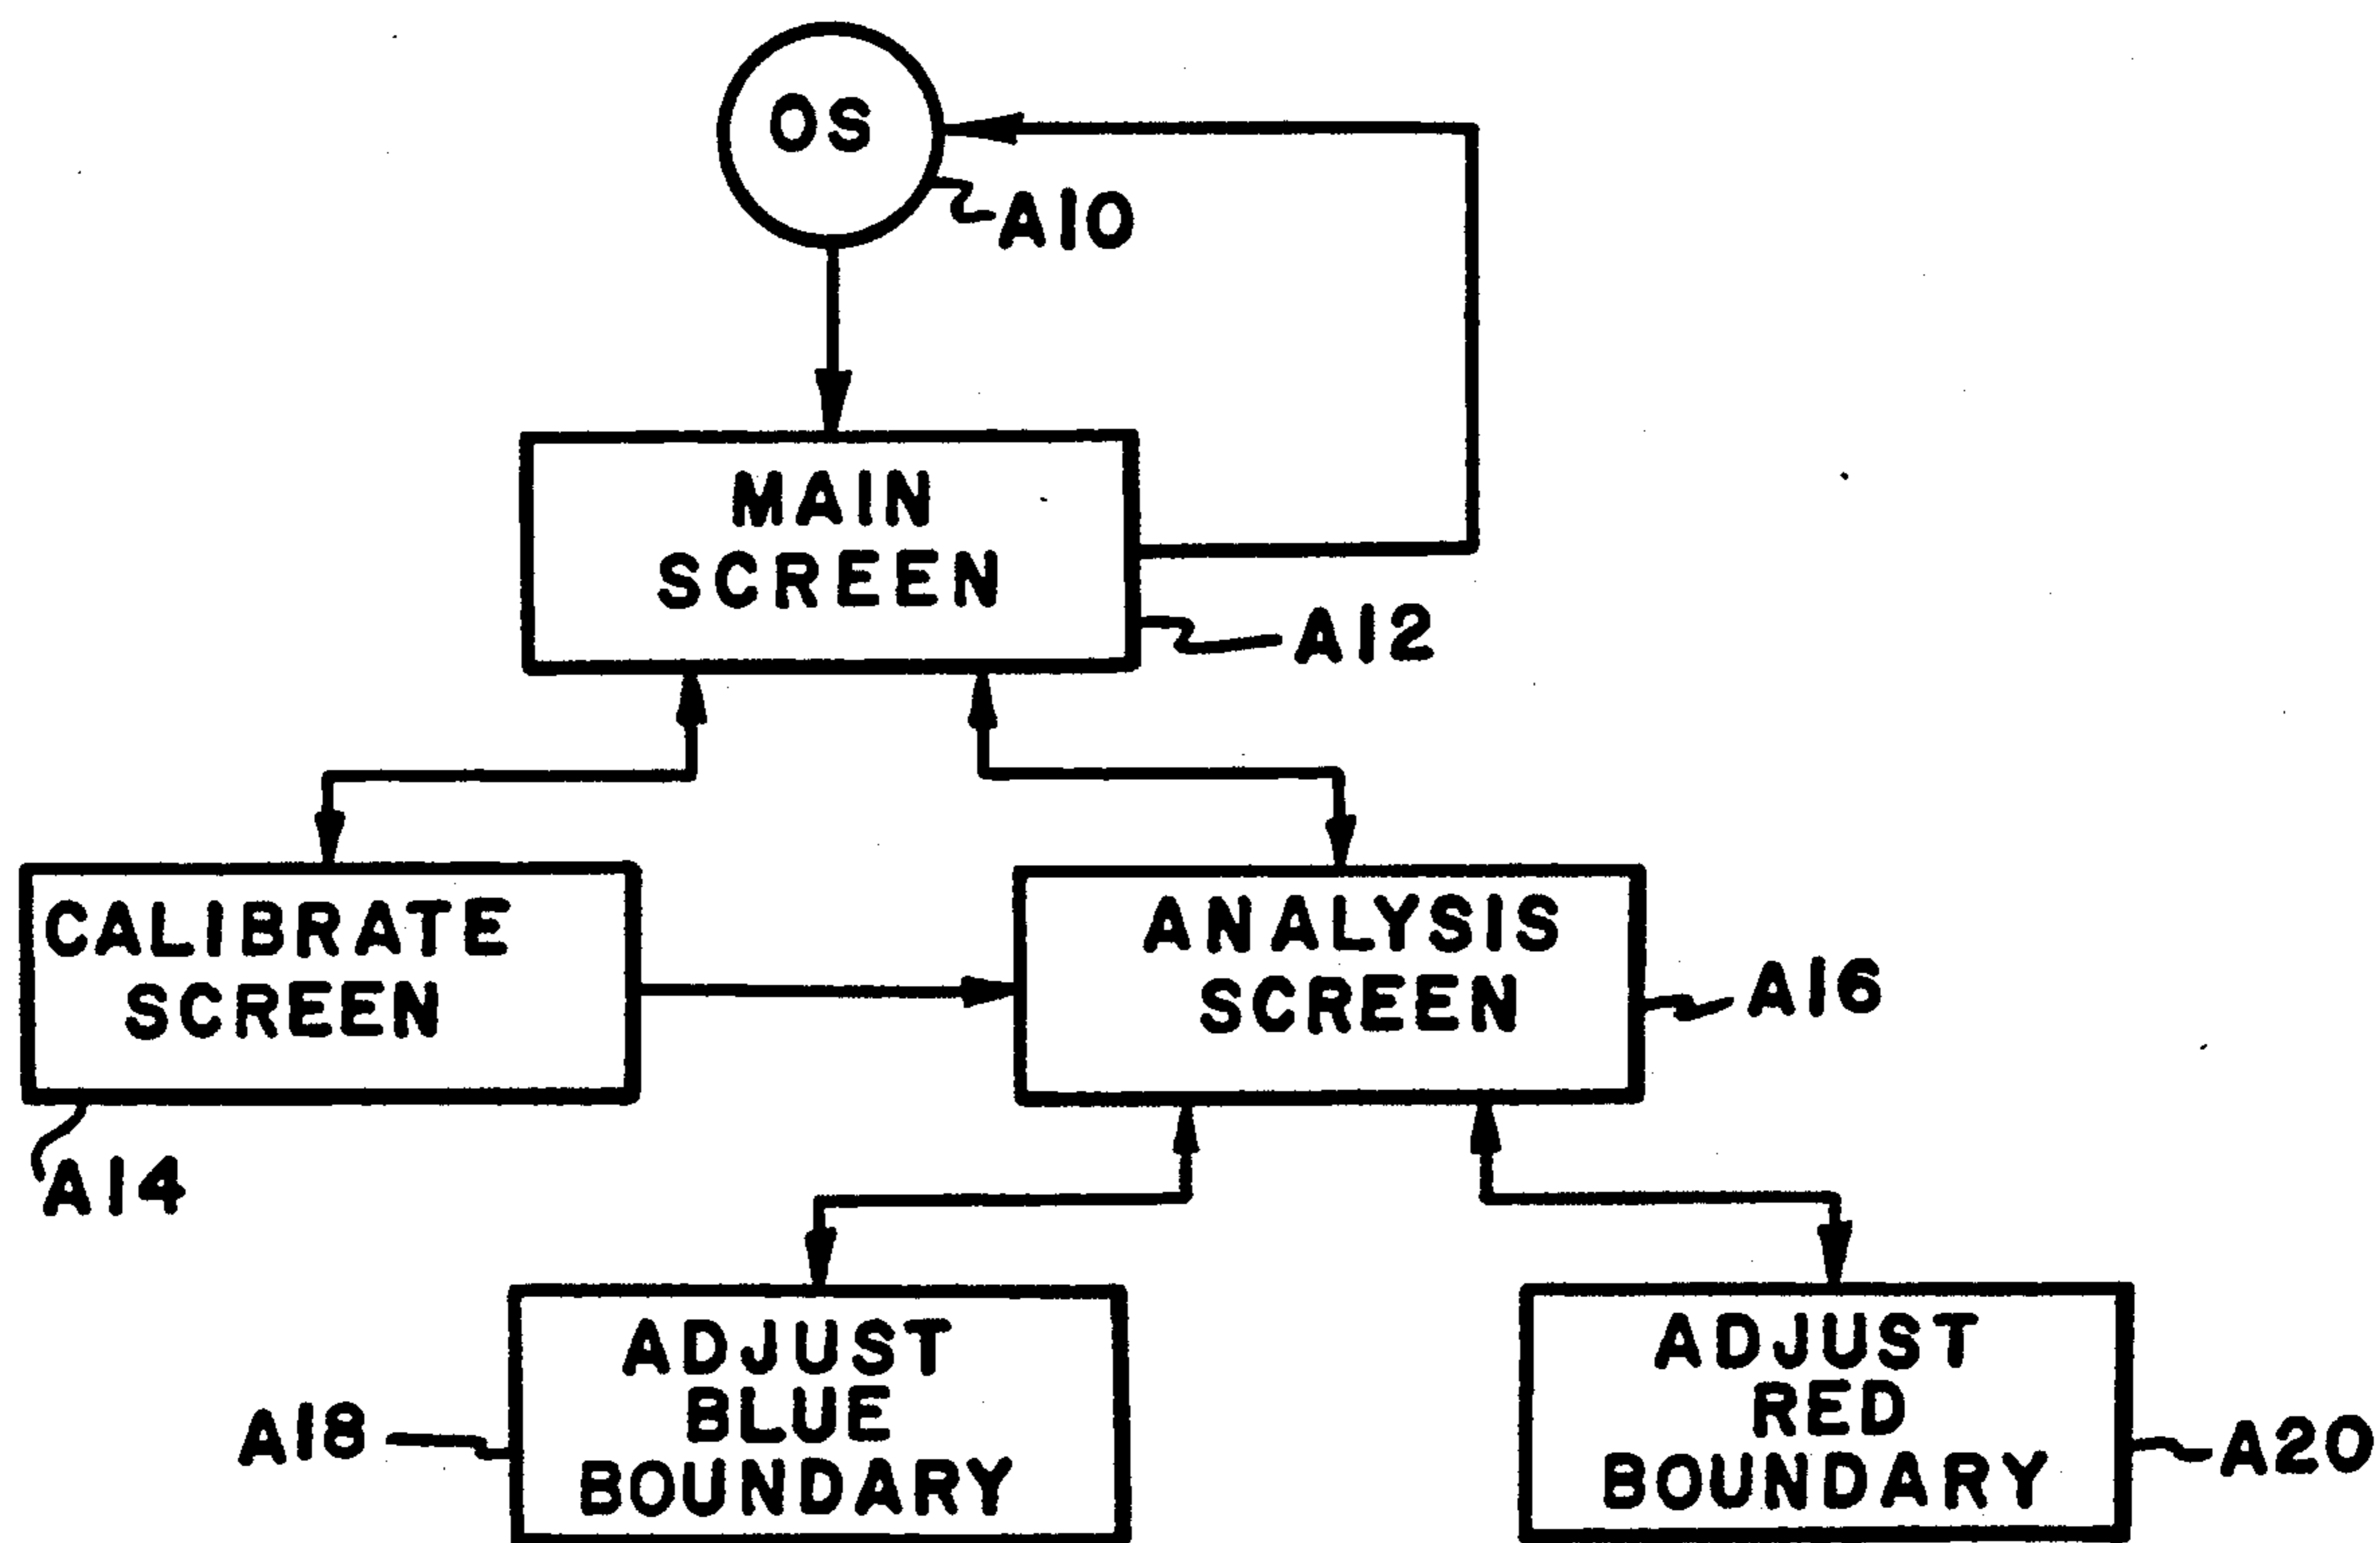 OS
A10
MAIN
SCREEN
A12
CALIBRATE
SCREEN
A14
ANALYSIS
SCREEN
A16
ADJUST
BLUE
BOUNDARY
A18
ADJUST
RED
BOUNDARY
A20